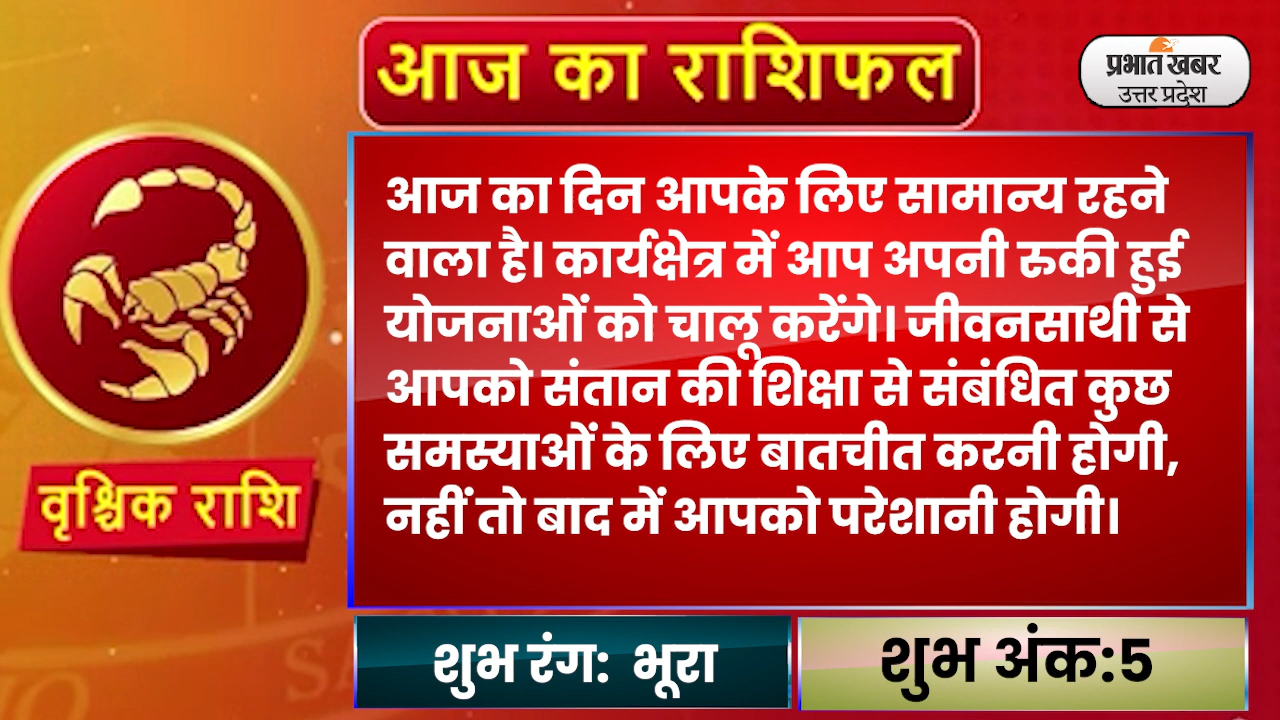 आज का राशिफल
प्रभात खबर
उत्तर प्रदेश
आज का दिन आपके लिए सामान्य रहने
वाला है। कार्यक्षेत्र में आप अपनी रुकी हुई
योजनाओं को चालू करेंगे। जीवनसाथी से
आपको संतान की शिक्षा से संबंधित कुछ
समस्याओं के लिए बातचीत करनी होगी,
नहीं तो बाद में आपको परेशानी होगी।
वृश्चिक राशि
शुभ रंग: भूरा
शुभ अंक:5